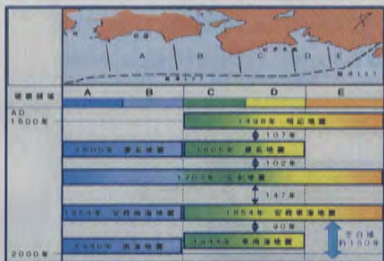 A B C D E
A B C D E
AD
1500年
1498年 明応地震
107年
1605年 慶長地震 1605年 慶長地震
102年
1707年 宝永地震
147年
1854年 安政南海地震 1854年 安政東海地震
90年
1946年 南海地震 1944年 東南海地震
空白域
約150年
2000年